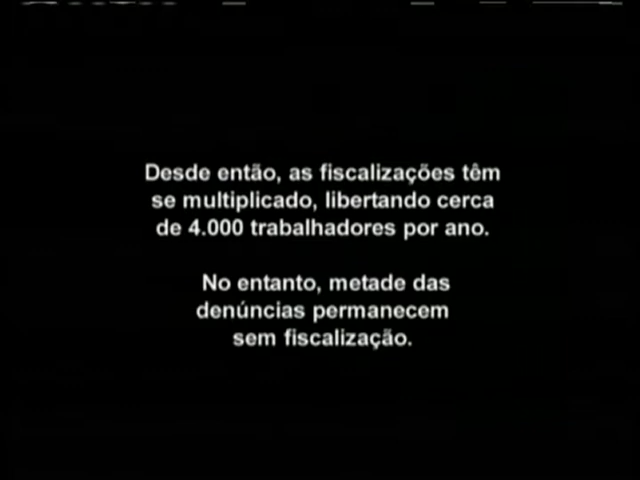 Desde então, as fiscalizações têm
se multiplicado, libertando cerca
de 4.000 trabalhadores por ano.
No entanto, metade das
denúncias permanecem
sem fiscalização.